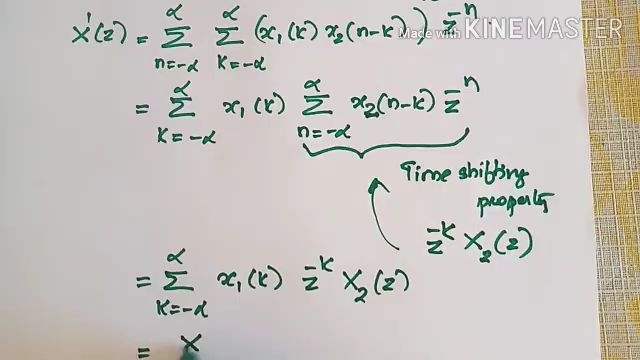 X'(z) = Σ_{n=-α}^{α} Σ_{k=-α}^{α} (x₁(k) x₂(n-k)) z⁻ⁿ
Made with KINEMASTER
= Σ_{k=-α}^{α} x₁(k) Σ_{n=-α}^{α} x₂(n-k) z⁻ⁿ
Time shifting
property
z⁻ᵏ X₂(z)
= Σ_{k=-α}^{α} x₁(k) z⁻ᵏ X₂(z)
= X